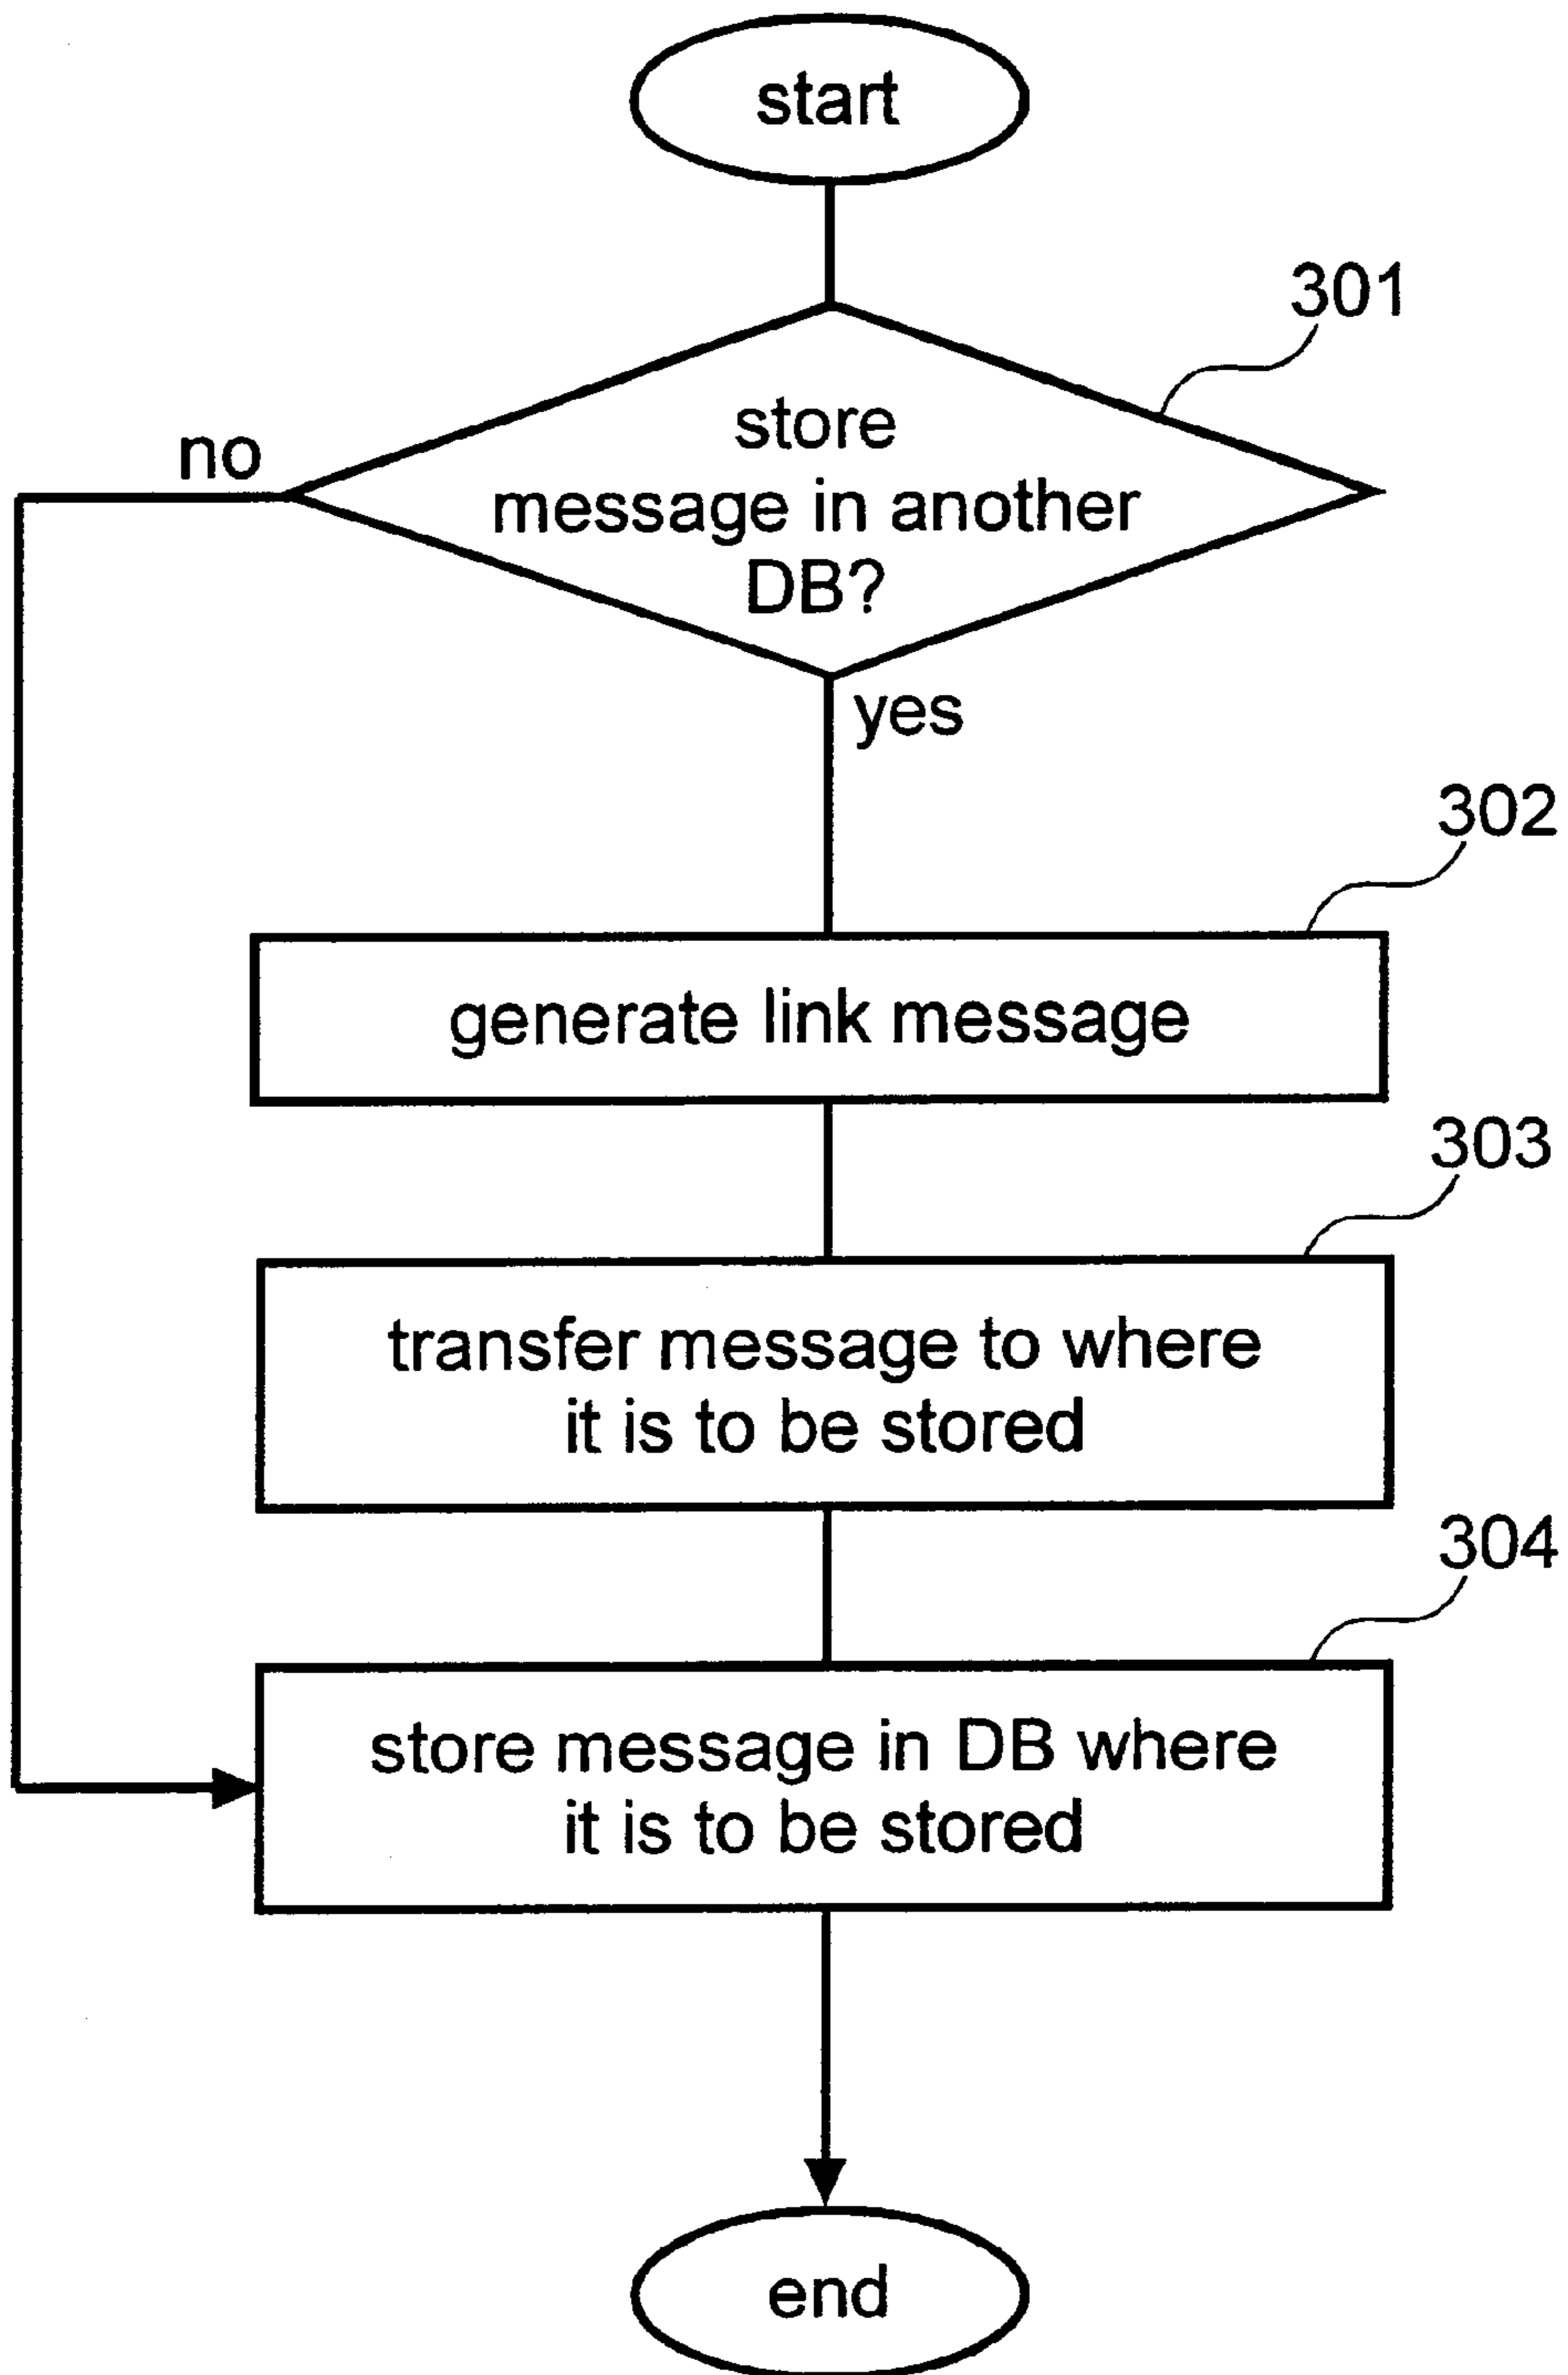 start
301
store
message in another
DB?
no
yes
302
generate link message
303
transfer message to where
it is to be stored
304
store message in DB where
it is to be stored
end